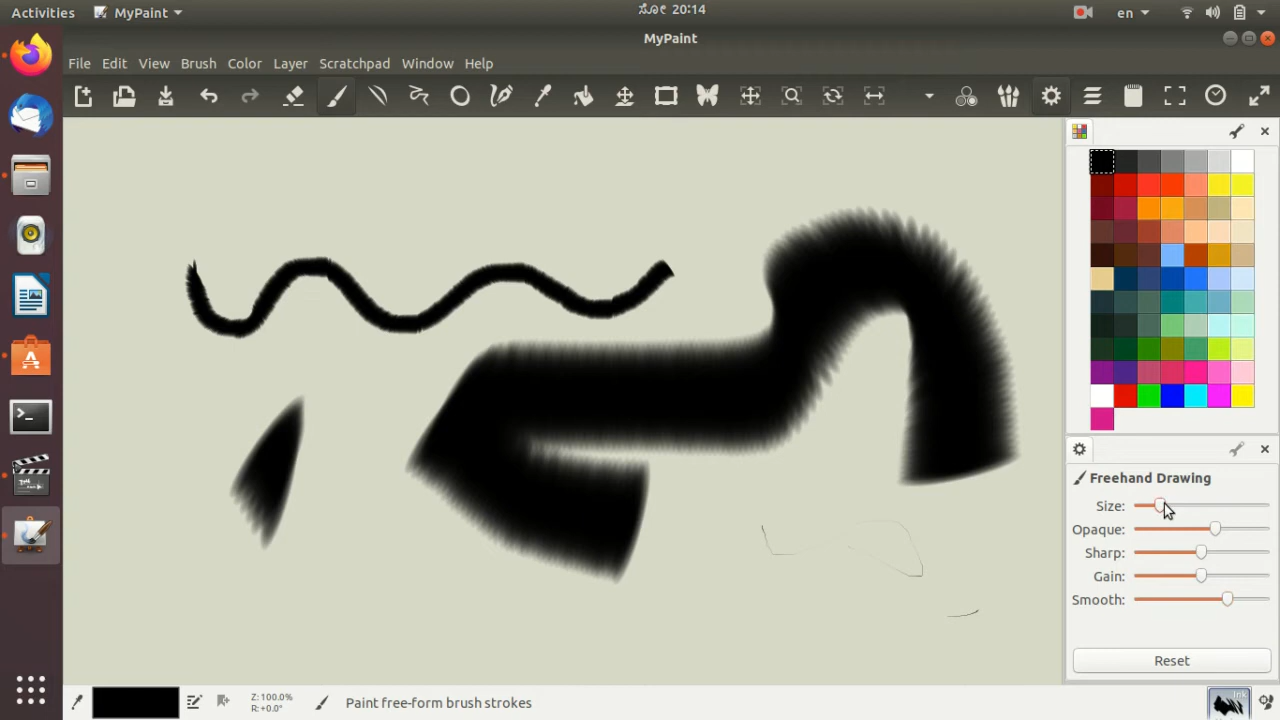 Activities MyPaint 20:14 en
MyPaint
File Edit View Brush Color Layer Scratchpad Window Help
Freehand Drawing
Size:
Opaque:
Sharp:
Gain:
Smooth:
Reset
Z: 100.0%
R: +0.0°
Paint free-form brush strokes
Ink